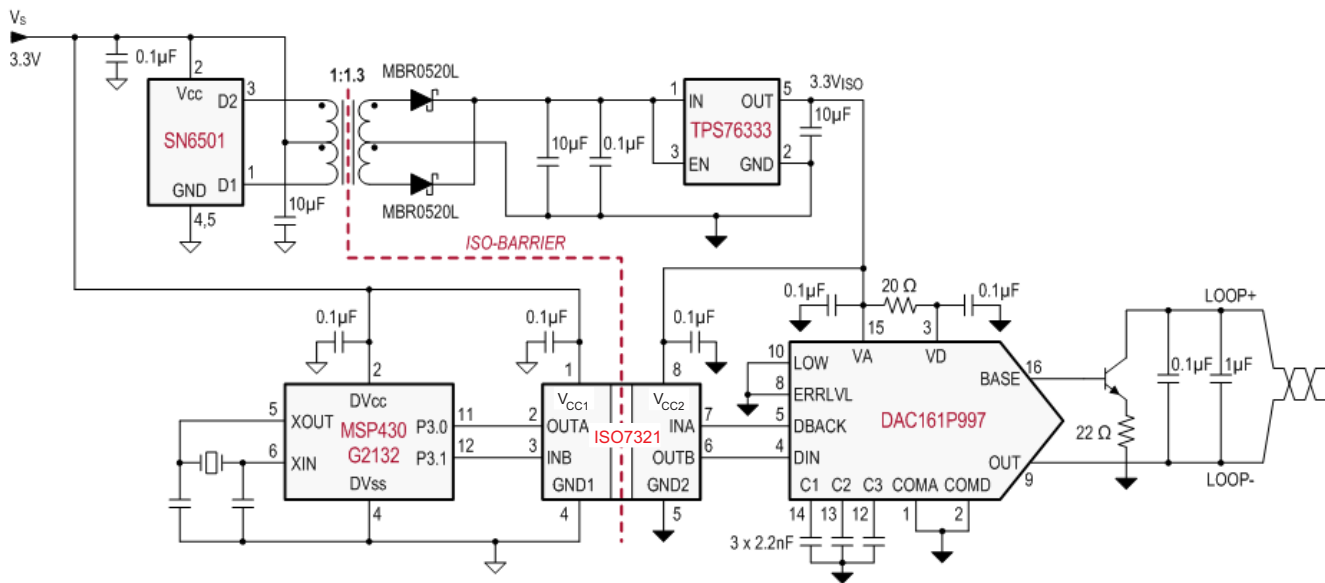 VS
3.3V
0.1µF
2
Vcc
D2
3
SN6501
D1
1
GND
4,5
10µF
1:1.3
MBR0520L
MBR0520L
ISO-BARRIER
10µF
0.1µF
1
IN
OUT
5
TPS76333
3
EN
GND
2
3.3VISO
10µF
0.1µF
2
DVcc
5
XOUT
MSP430
G2132
P3.0
11
6
XIN
P3.1
12
DVss
4
0.1µF
1
VCC1
2
OUTA
3
INB
GND1
4
ISO7321
0.1µF
8
VCC2
INA
7
OUTB
6
GND2
5
0.1µF
20 Ω
0.1µF
15
3
VA
VD
10
LOW
8
ERRLVL
5
DBACK
4
DIN
DAC161P997
BASE
16
OUT
9
C1
C2
C3
COMA
COMD
14
13
12
1
2
3 x 2.2nF
22 Ω
0.1µF
1µF
LOOP+
LOOP-